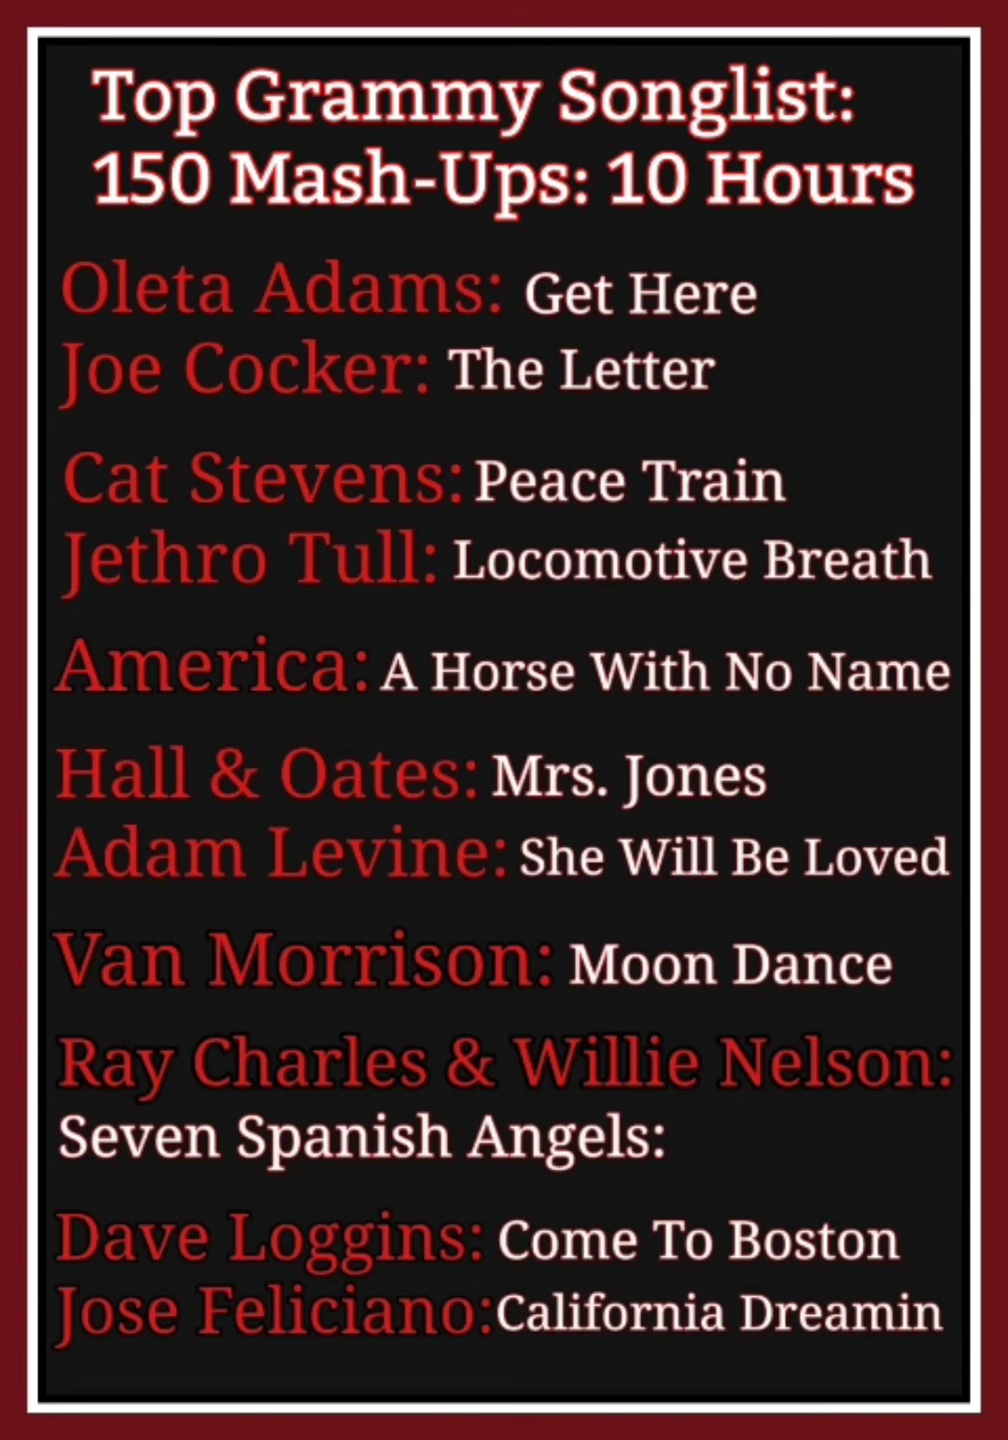 Top Grammy Songlist:
150 Mash-Ups: 10 Hours
Oleta Adams: Get Here
Joe Cocker: The Letter
Cat Stevens: Peace Train
Jethro Tull: Locomotive Breath
America: A Horse With No Name
Hall & Oates: Mrs. Jones
Adam Levine: She Will Be Loved
Van Morrison: Moon Dance
Ray Charles & Willie Nelson:
Seven Spanish Angels:
Dave Loggins: Come To Boston
Jose Feliciano:California Dreamin